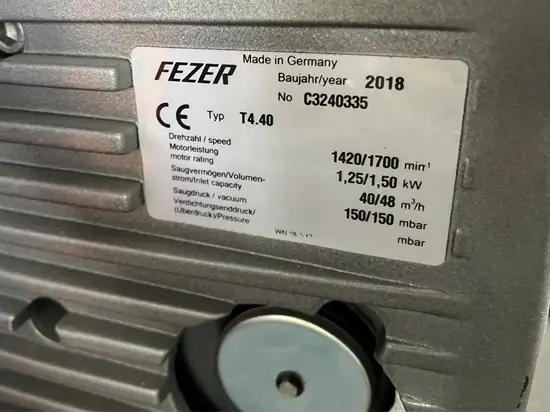 FEZER
Made in Germany
Baujahr/year 2018
No C3240335
CE Typ T4.40
Drehzahl / speed 1420/1700 min-¹
Motorleistung
motor rating 1,25/1,50 kW
Saugvermögen/Volumen-
strom/Inlet capacity 40/48 m³/h
Saugdruck / vacuum 150/150 mbar
Verdichtungsenddruck/
(Überdruck)/Pressure mbar
WN